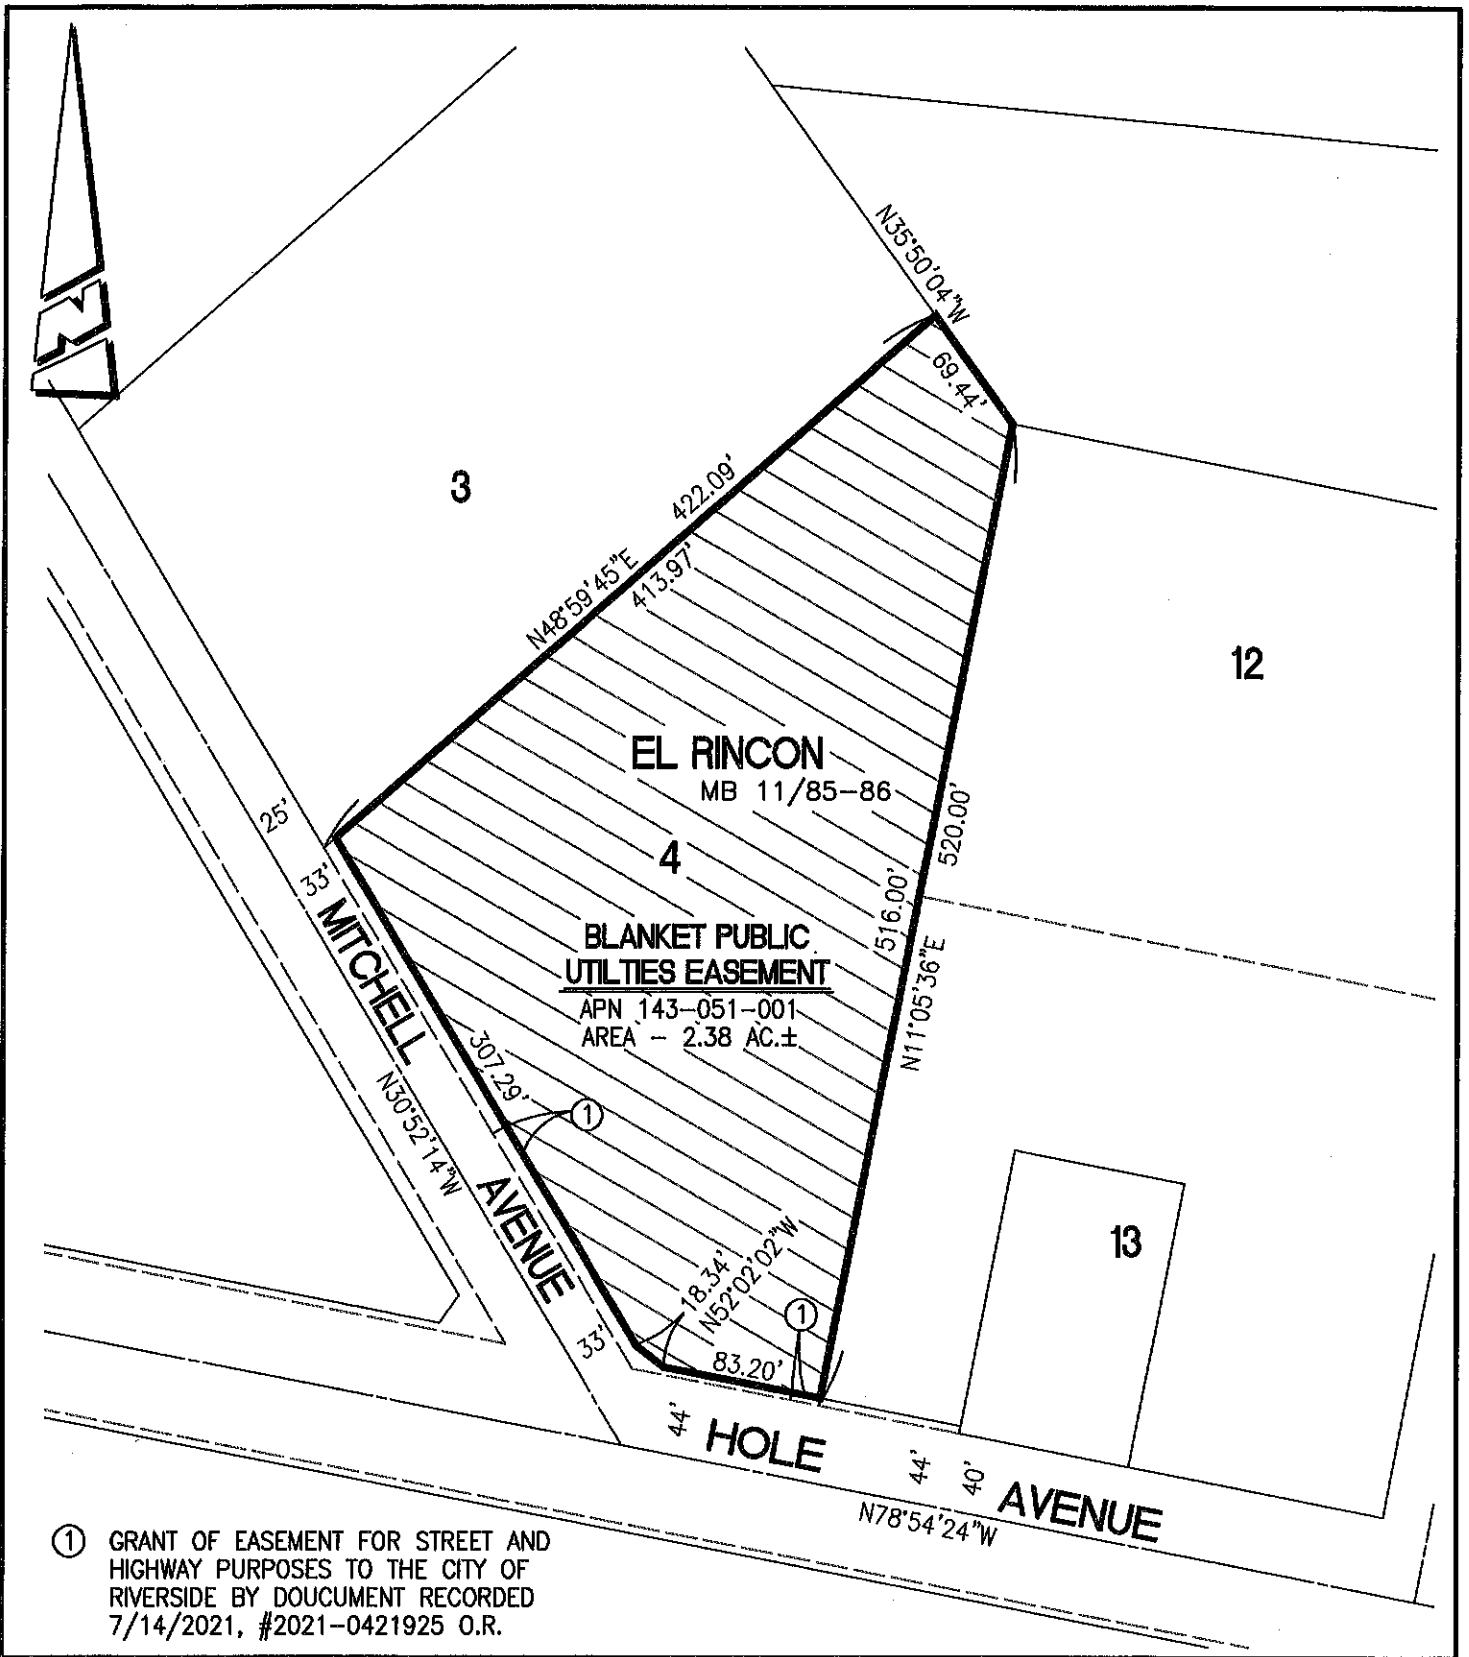 N
N35°50'04"W
69.44'
422.09'
N48°59'45"E
413.97'
3
12
EL RINCON
MB 11/85-86
4
520.00'
516.00'
N11°05'36"E
25'
33'
MITCHELL
AVENUE
BLANKET PUBLIC
UTILTIES EASEMENT
APN 143-051-001
AREA - 2.38 AC.±
307.29'
1
N30°52'14"W
18.34'
N52°02'02"W
1
13
33'
83.20'
44'
HOLE
AVENUE
44'
40'
N78°54'24"W
1 GRANT OF EASEMENT FOR STREET AND
HIGHWAY PURPOSES TO THE CITY OF
RIVERSIDE BY DOUCUMENT RECORDED
7/14/2021, #2021-0421925 O.R.